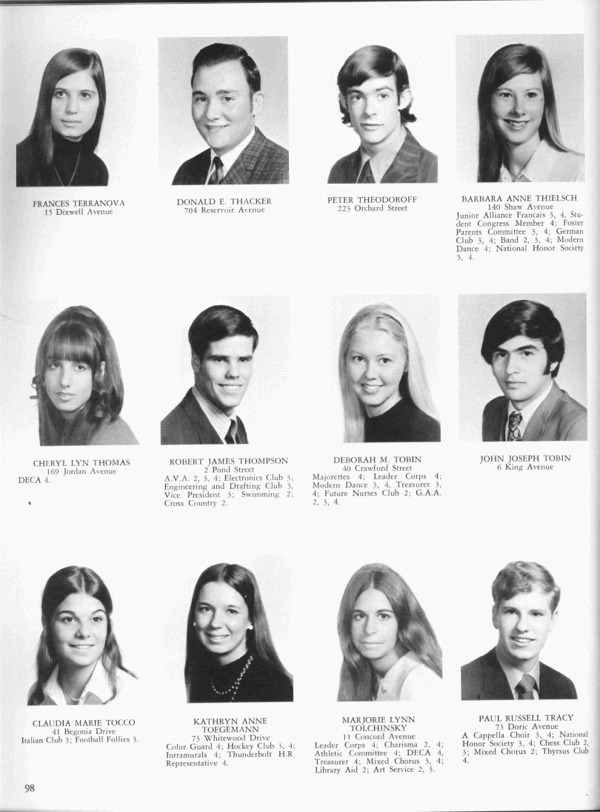 FRANCES TERRANOVA
15 Dixwell Avenue
DONALD E. THACKER
704 Reservoir Avenue
PETER THEODOROFF
223 Orchard Street
BARBARA ANNE THIELSCH
140 Shaw Avenue
Junior Alliance Francais 3, 4, Stu-
dent Congress Member 4; Foster
Parents Committee 3, 4; German
Club 3, 4; Band 2, 3, 4; Modern
Dance 4; National Honor Society
3, 4.
CHERYL LYN THOMAS
169 Jordan Avenue
DECA 4.
ROBERT JAMES THOMPSON
2 Pond Street
A.V.A. 2, 3, 4; Electronics Club 3;
Engineering and Drafting Club 3,
Vice President 3; Swimming 2;
Cross Country 2.
DEBORAH M. TOBIN
40 Crawford Street
Majorettes 4; Leader Corps 4;
Modern Dance 3, 4, Treasurer 3,
4; Future Nurses Club 2; G.A.A.
2, 3, 4.
JOHN JOSEPH TOBIN
6 King Avenue
CLAUDIA MARIE TOCCO
41 Begonia Drive
Italian Club 3; Football Follies 3.
KATHRYN ANNE
TOEGEMANN
73 Whitewood Drive
Color Guard 4; Hockey Club 3, 4;
Intramurals 4; Thunderbolt H.R.
Representative 4.
MARJORIE LYNN
TOLCHINSKY
11 Concord Avenue
Leader Corps 4; Charisma 2, 4;
Athletic Committee 4; DECA 4,
Treasurer 4; Mixed Chorus 3, 4;
Library Aid 2; Art Service 2, 3.
PAUL RUSSELL TRACY
73 Doric Avenue
A Cappella Choir 3, 4; National
Honor Society 3, 4; Chess Club 2,
3; Mixed Chorus 2; Thyrsus Club
4.
98